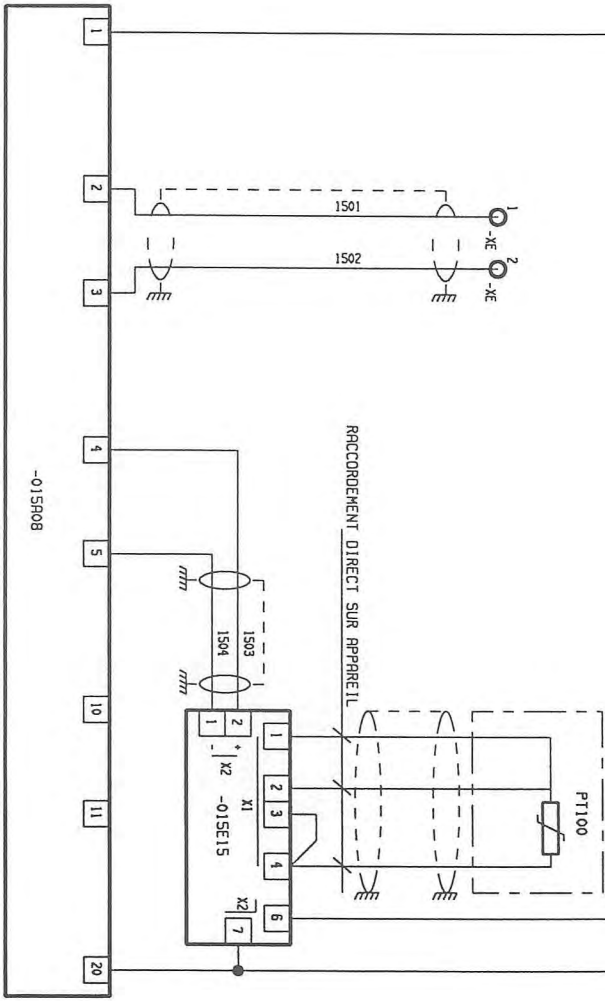 1
2
3
4
5
10
11
20
-015A08
1501
1502
1
-XE
2
-XE
1503
1504
RACCORDEMENT DIRECT SUR APPAREIL
PT100
1
2
- +
X2
1
2
3
4
X1
-015E15
X2
6
7